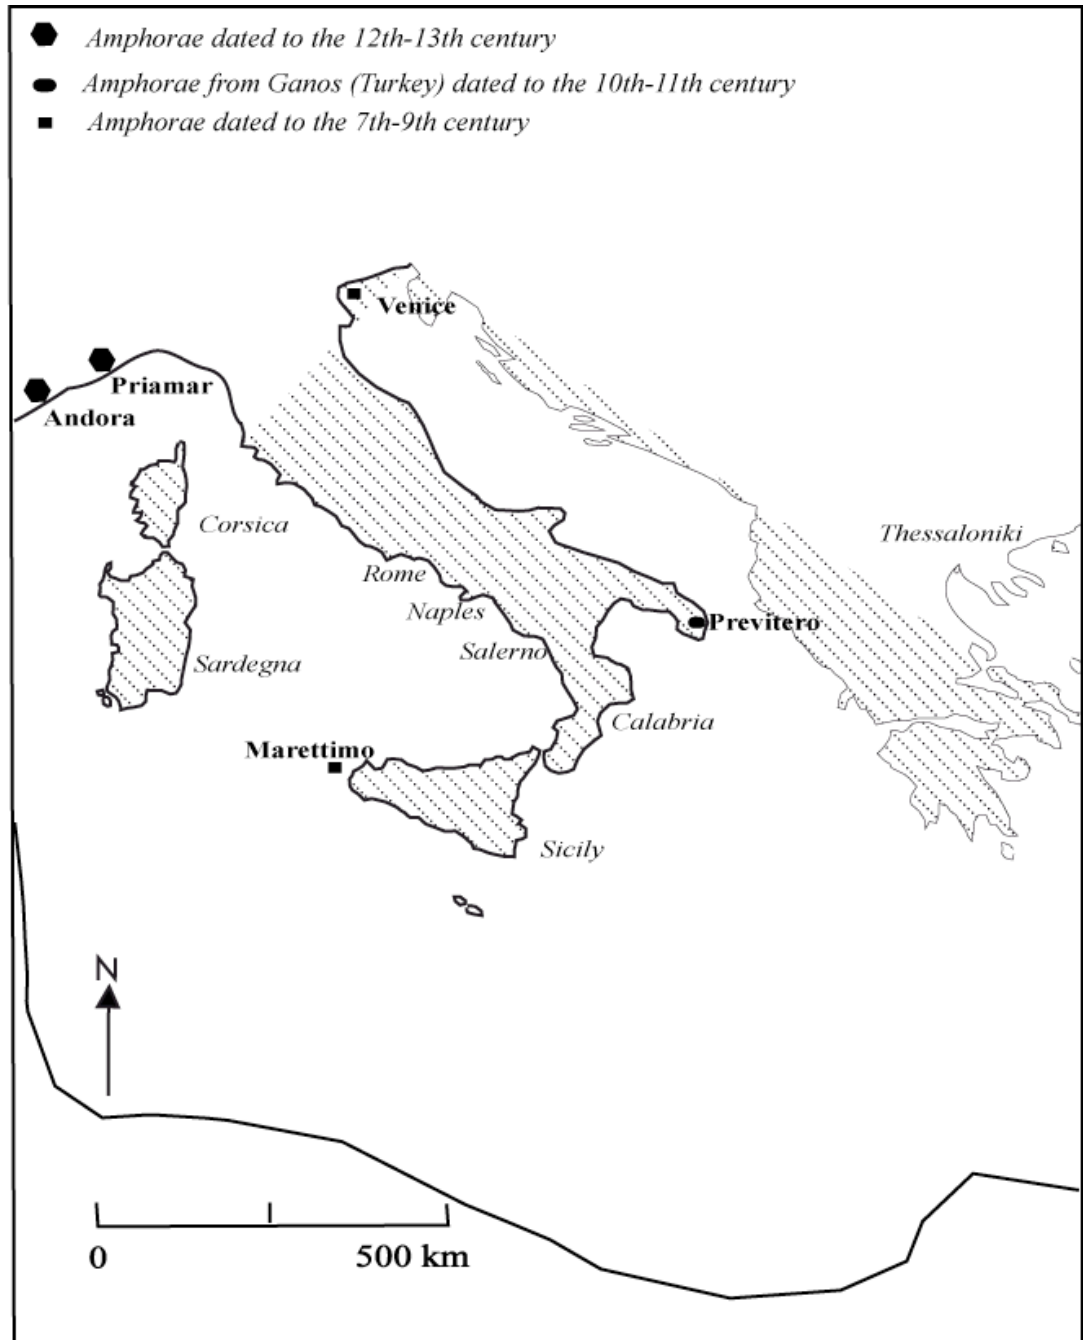 Amphorae dated to the 12th-13th century
Amphorae from Ganos (Turkey) dated to the 10th-11th century
Amphorae dated to the 7th-9th century
Venice
Priamar
Andora
Corsica
Thessaloniki
Rome
Naples
Previtero
Salerno
Sardegna
Calabria
Marettimo
Sicily
N
0 500 km